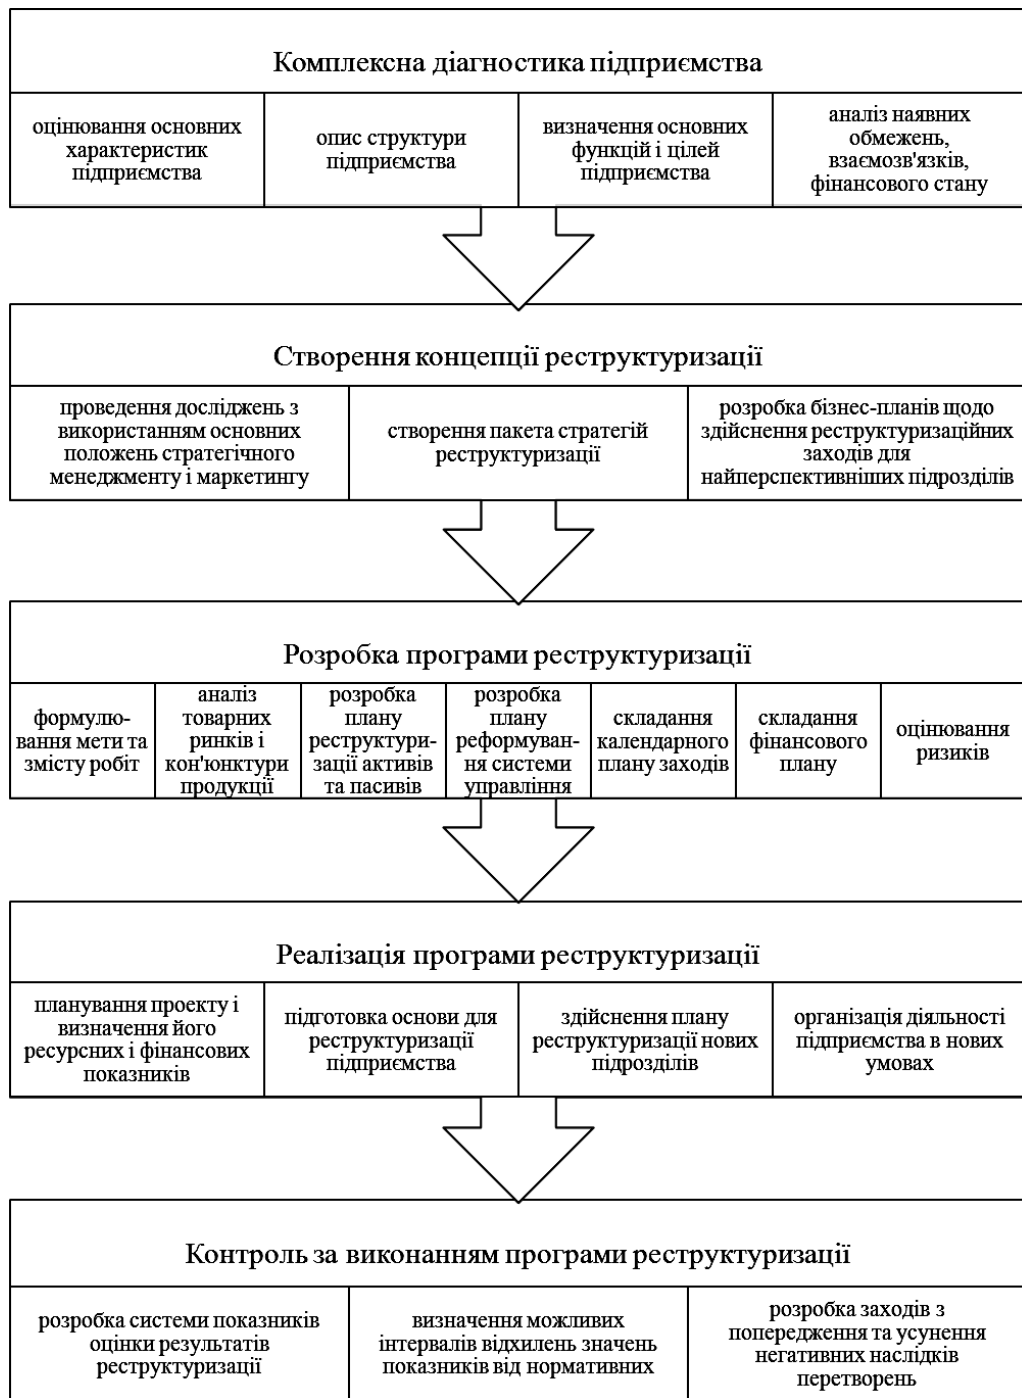 Комплексна діагностика підприємства
оцінювання основних
характеристик
підприємства
опис структури
підприємства
визначення основних
функцій і цілей
підприємства
аналіз наявних
обмежень,
взаємозв'язків,
фінансового стану
Створення концепції реструктуризації
проведення досліджень з
використанням основних
положень стратегічного
менеджменту і маркетингу
створення пакета стратегій
реструктуризації
розробка бізнес-планів щодо
здійснення реструктуризаційних
заходів для
найперспективніших підрозділів
Розробка програми реструктуризації
формулю-
вання мети та
змісту робіт
аналіз
товарних
ринків і
кон'юнктури
продукції
розробка
плану
реструктури-
зації активів
та пасивів
розробка
плану
реформуван-
ня системи
управління
складання
календарного
плану заходів
складання
фінансового
плану
оцінювання
ризиків
Реалізація програми реструктуризації
планування проекту і
визначення його
ресурсних і фінансових
показників
підготовка основи для
реструктуризації
підприємства
здійснення плану
реструктуризації нових
підрозділів
організація діяльності
підприємства в нових
умовах
Контроль за виконанням програми реструктуризації
розробка системи показників
оцінки результатів
реструктуризації
визначення можливих
інтервалів відхилень значень
показників від нормативних
розробка заходів з
попередження та усунення
негативних наслідків
перетворень